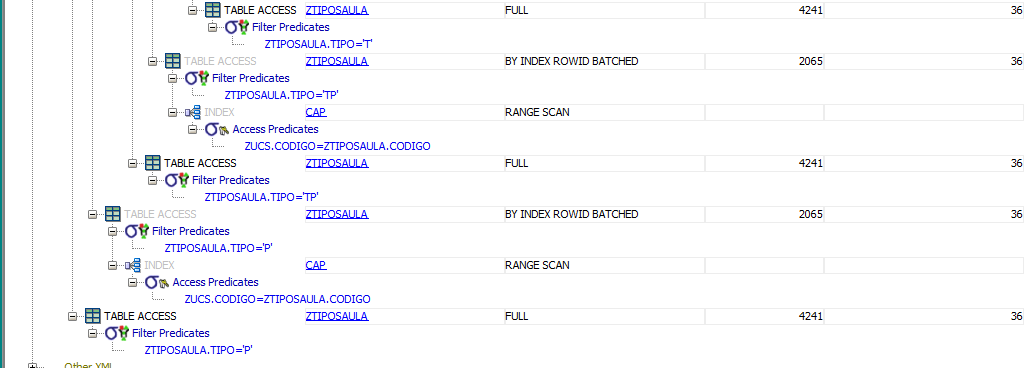 TABLE ACCESS ZTIPOSAULA FULL 4241 36
Filter Predicates
ZTIPOSAULA.TIPO='T'
TABLE ACCESS ZTIPOSAULA BY INDEX ROWID BATCHED 2065 36
Filter Predicates
ZTIPOSAULA.TIPO='TP'
INDEX CAP RANGE SCAN
Access Predicates
ZUCS.CODIGO=ZTIPOSAULA.CODIGO
TABLE ACCESS ZTIPOSAULA FULL 4241 36
Filter Predicates
ZTIPOSAULA.TIPO='TP'
TABLE ACCESS ZTIPOSAULA BY INDEX ROWID BATCHED 2065 36
Filter Predicates
ZTIPOSAULA.TIPO='P'
INDEX CAP RANGE SCAN
Access Predicates
ZUCS.CODIGO=ZTIPOSAULA.CODIGO
TABLE ACCESS ZTIPOSAULA FULL 4241 36
Filter Predicates
ZTIPOSAULA.TIPO='P'
Other XML